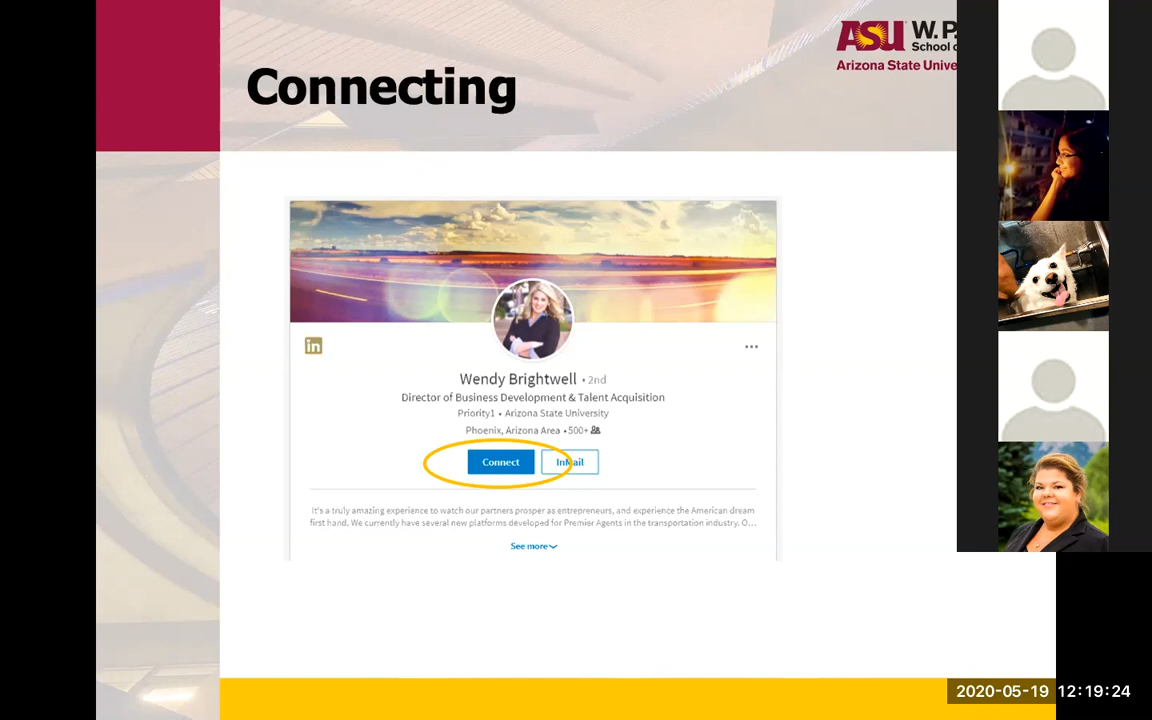 ASU W. P.
School
Arizona State
Connecting
in
Wendy Brightwell • 2nd
Director of Business Development & Talent Acquisition
Priority1 • Arizona State University
Phoenix, Arizona Area • 500+
Connect
InMail
It's a truly amazing experience to watch our partners prosper as entrepreneurs, and experience the American dream
first hand. We currently have several new platforms developed for Premier Agents in the transportation industry. O...
See more
2020-05-19 12:19:24